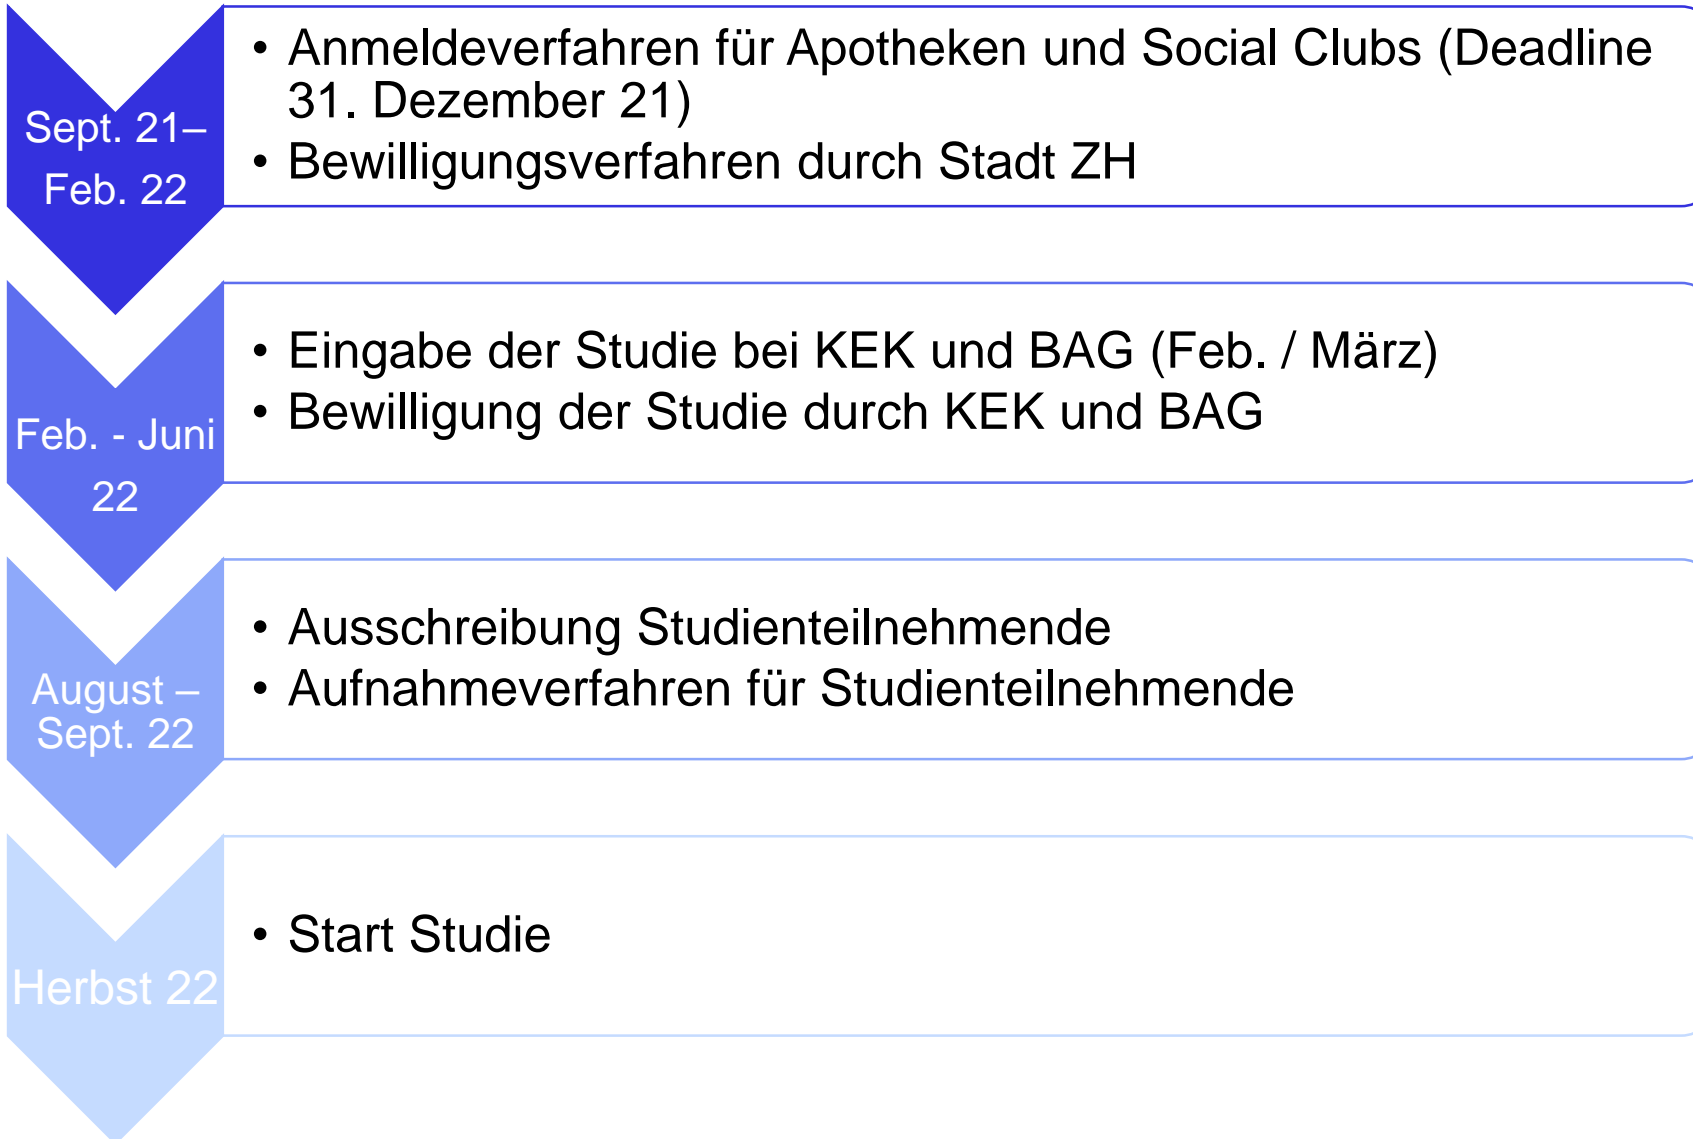 Sept. 21–
Feb. 22
• Anmeldeverfahren für Apotheken und Social Clubs (Deadline
31. Dezember 21)
• Bewilligungsverfahren durch Stadt ZH
Feb. - Juni
22
• Eingabe der Studie bei KEK und BAG (Feb. / März)
• Bewilligung der Studie durch KEK und BAG
August –
Sept. 22
• Ausschreibung Studienteilnehmende
• Aufnahmeverfahren für Studienteilnehmende
Herbst 22
• Start Studie